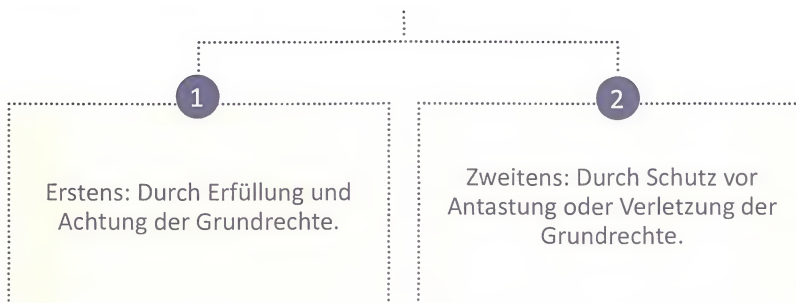 1
Erstens: Durch Erfüllung und
Achtung der Grundrechte.
2
Zweitens: Durch Schutz vor
Antastung oder Verletzung der
Grundrechte.